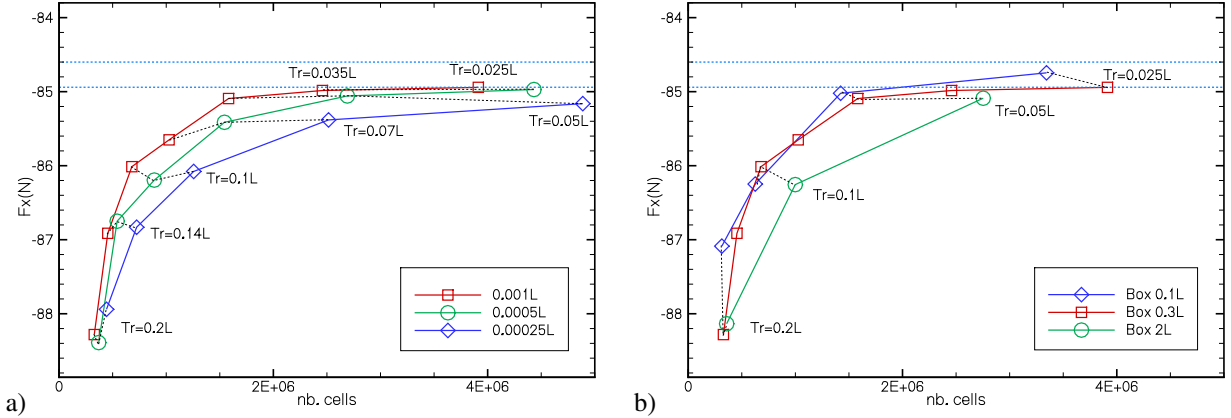 -84
-85
-86
-87
-88
Fx(N)
0
2E+06
4E+06
nb. cells
Tr=0.035L
Tr=0.025L
Tr=0.05L
Tr=0.07L
Tr=0.1L
Tr=0.14L
Tr=0.2L
0.001L
0.0005L
0.00025L
a)
-84
-85
-86
-87
-88
Fx(N)
0
2E+06
4E+06
nb. cells
Tr=0.025L
Tr=0.05L
Tr=0.1L
Tr=0.2L
Box 0.1L
Box 0.3L
Box 2L
b)